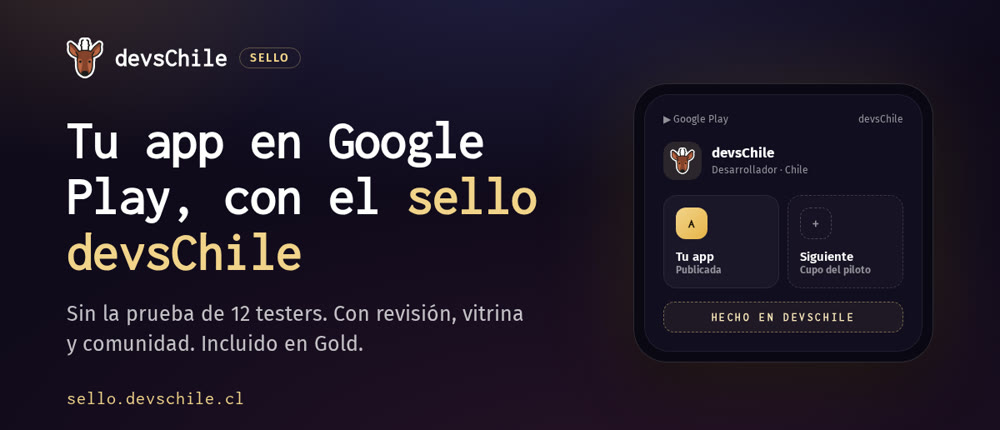 devsChile SELLO
Tu app en Google
Play, con el sello
devsChile
Sin la prueba de 12 testers. Con revisión, vitrina
y comunidad. Incluido en Gold.
sello.devschile.cl
▶ Google Play devsChile
devsChile
Desarrollador · Chile
A +
Tu app Siguiente
Publicada Cupo del piloto
HECHO EN DEVSCHILE